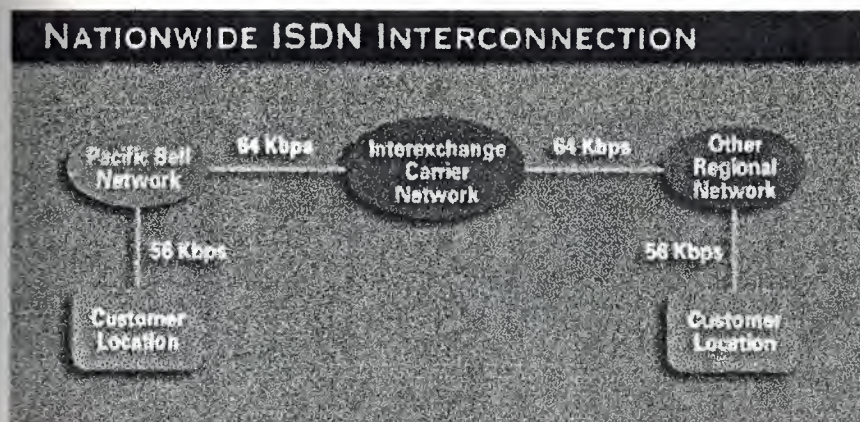 NATIONWIDE ISDN INTERCONNECTION
Pacific Bell
Network
64 Kbps
Interexchange
Carrier
Network
64 Kbps
Other
Regional
Network
56 Kbps
56 Kbps
Customer
Location
Customer
Location